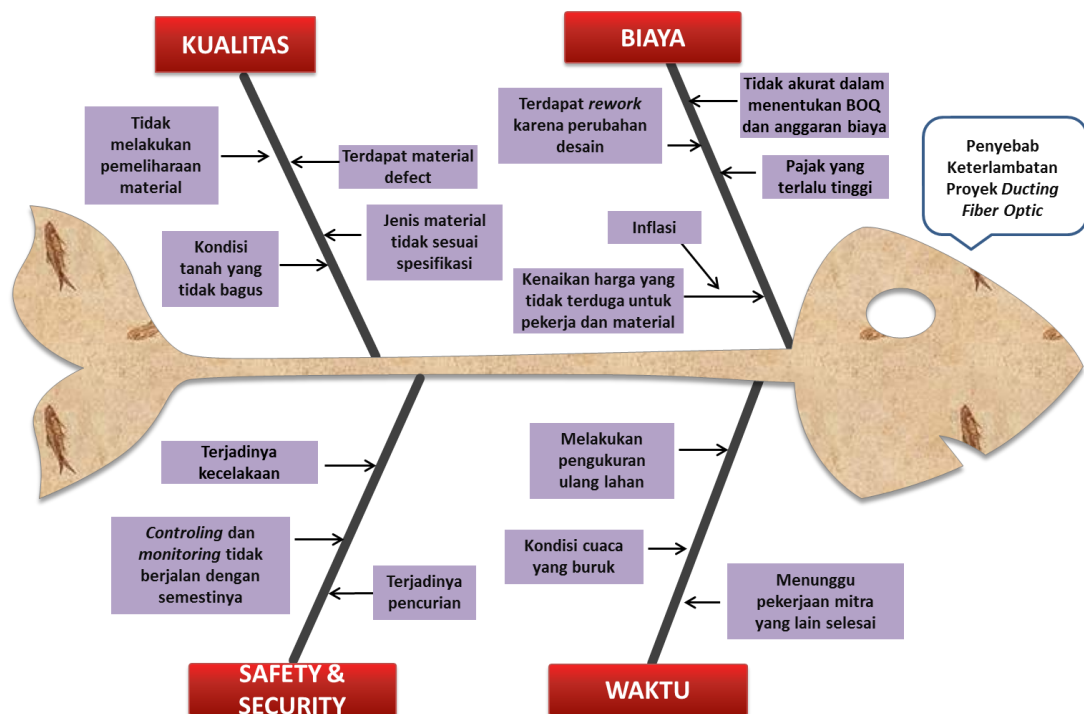 KUALITAS
BIAYA
Tidak
melakukan
pemeliharaan
material
Terdapat material
defect
Jenis material
tidak sesuai
spesifikasi
Kondisi
tanah yang
tidak bagus
Terdapat rework
karena perubahan
desain
Tidak akurat dalam
menentukan BOQ
dan anggaran biaya
Pajak yang
terlalu tinggi
Inflasi
Kenaikan harga yang
tidak terduga untuk
pekerja dan material
Penyebab
Keterlambatan
Proyek Ducting
Fiber Optic
Terjadinya
kecelakaan
Controling dan
monitoring tidak
berjalan dengan
semestinya
Terjadinya
pencurian
Melakukan
pengukuran
ulang lahan
Kondisi cuaca
yang buruk
Menunggu
pekerjaan mitra
yang lain selesai
SAFETY &
SECURITY
WAKTU